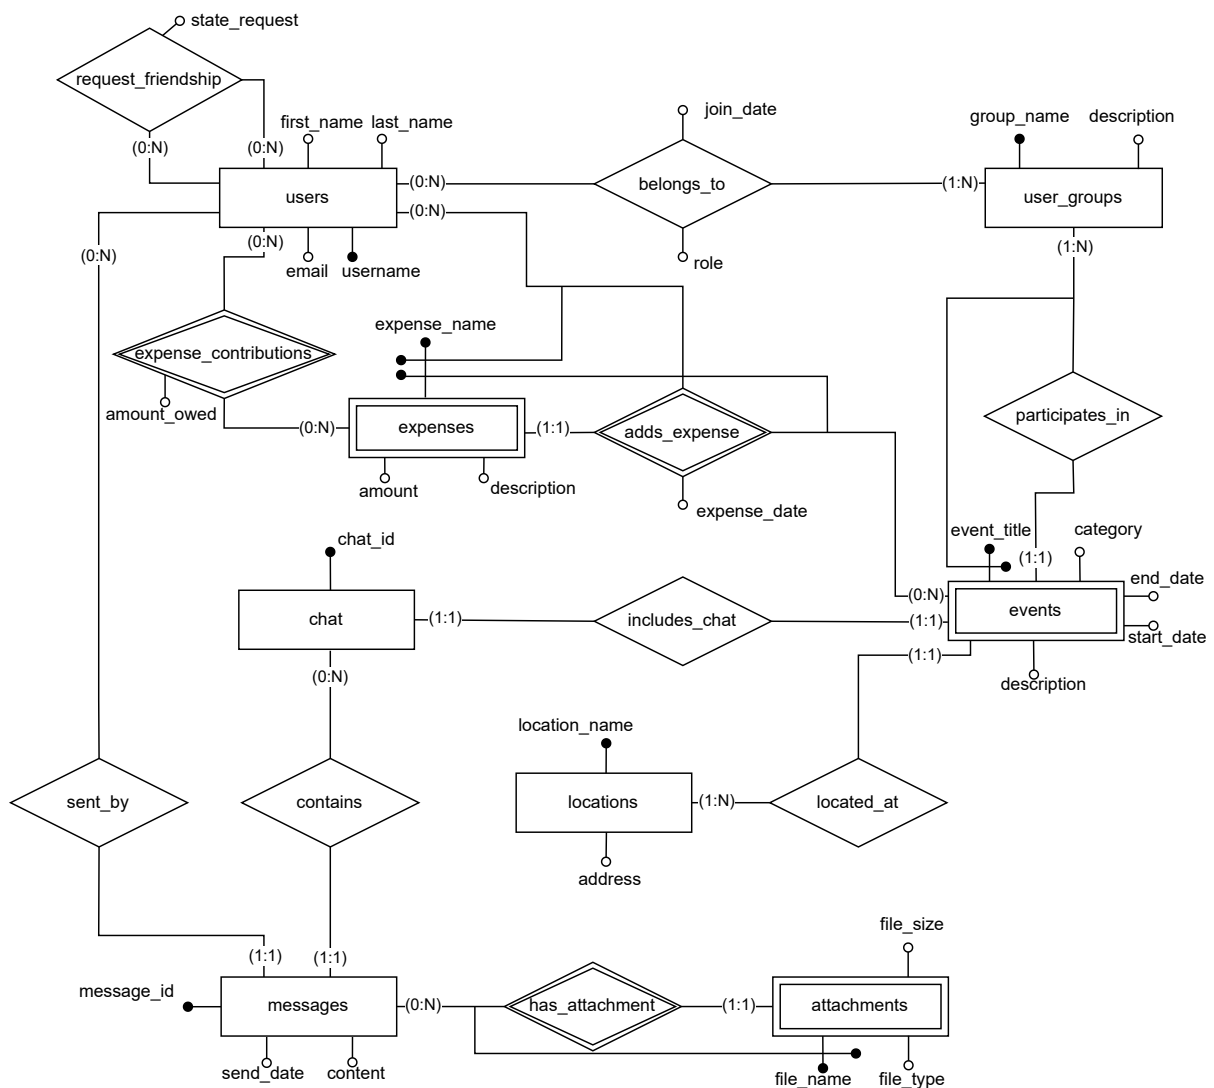 state_request
request_friendship
first_name
last_name
join_date
group_name
description
(0:N)
(0:N)
users
(0:N)
belongs_to
(1:N)
user_groups
(0:N)
(0:N)
(0:N)
email
username
role
(1:N)
expense_name
expense_contributions
amount_owed
(0:N)
expenses
(1:1)
adds_expense
participates_in
amount
description
expense_date
chat_id
event_title
category
(1:1)
end_date
(0:N)
chat
(1:1)
includes_chat
(1:1)
events
start_date
(1:1)
(0:N)
description
location_name
sent_by
contains
locations
(1:N)
located_at
address
file_size
(1:1)
(1:1)
message_id
messages
(0:N)
has_attachment
(1:1)
attachments
send_date
content
file_name
file_type